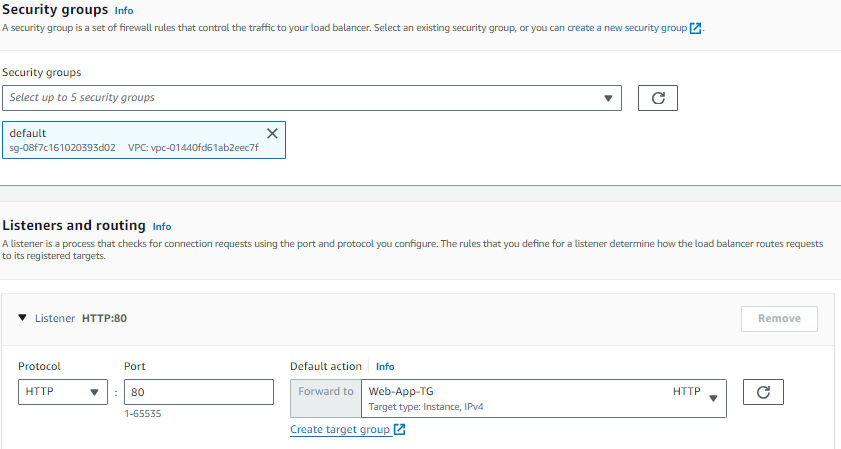 Security groups Info
A security group is a set of firewall rules that control the traffic to your load balancer. Select an existing security group, or you can create a new security group.
Security groups
Select up to 5 security groups
default
sg-08f7c161020393d02 VPC: vpc-01440fd61ab2eec7f
Listeners and routing Info
A listener is a process that checks for connection requests using the port and protocol you configure. The rules that you define for a listener determine how the load balancer routes requests
to its registered targets.
Listener HTTP:80
Remove
Protocol Port Default action Info
HTTP : 80 Forward to Web-App-TG HTTP
Target type: Instance, IPv4
1-65535
Create target group